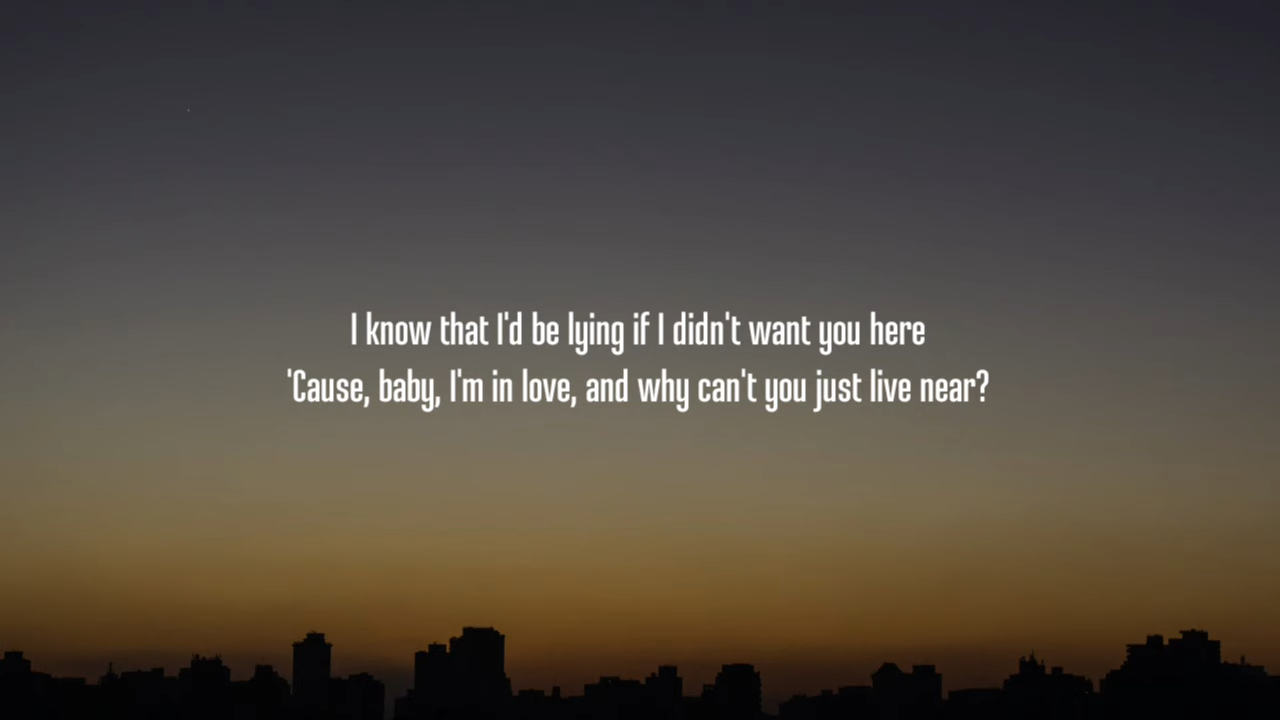 I know that I'd be lying if I didn't want you here
'Cause, baby, I'm in love, and why can't you just live near?